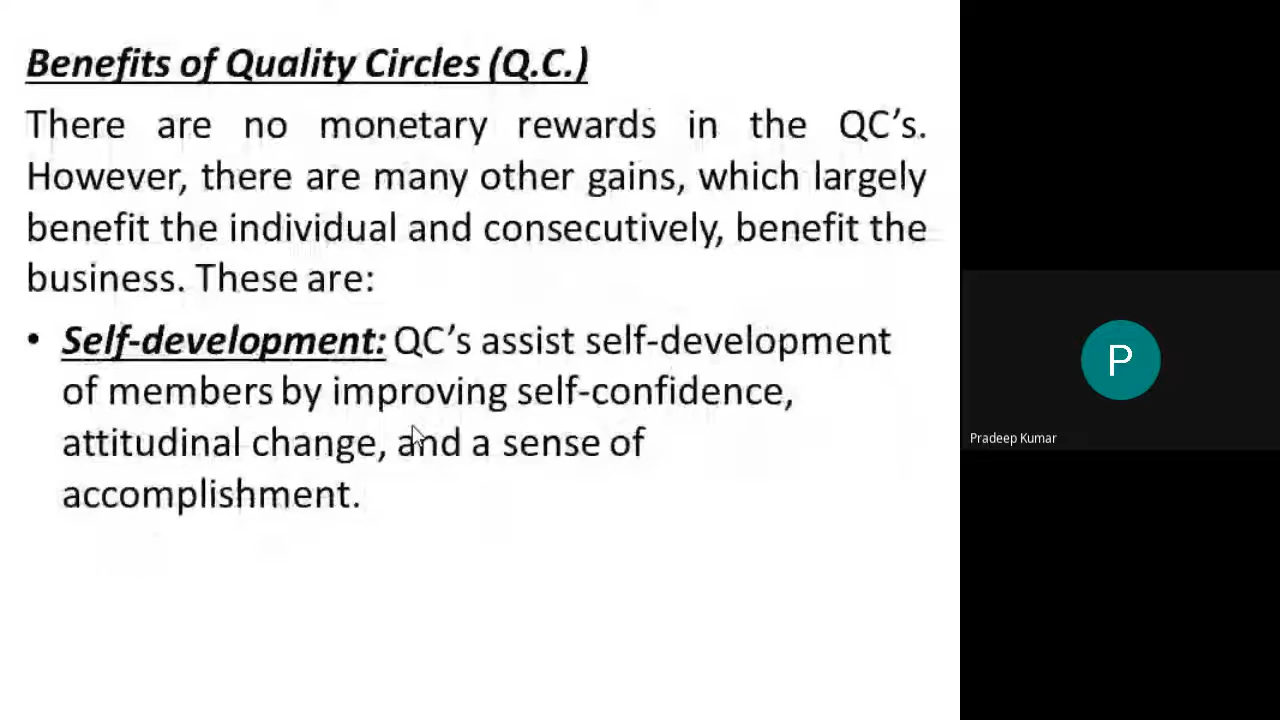 Benefits of Quality Circles (Q.C.)
There are no monetary rewards in the QC’s.
However, there are many other gains, which largely
benefit the individual and consecutively, benefit the
business. These are:
• Self-development: QC’s assist self-development
of members by improving self-confidence,
attitudinal change, and a sense of
accomplishment.
P
Pradeep Kumar